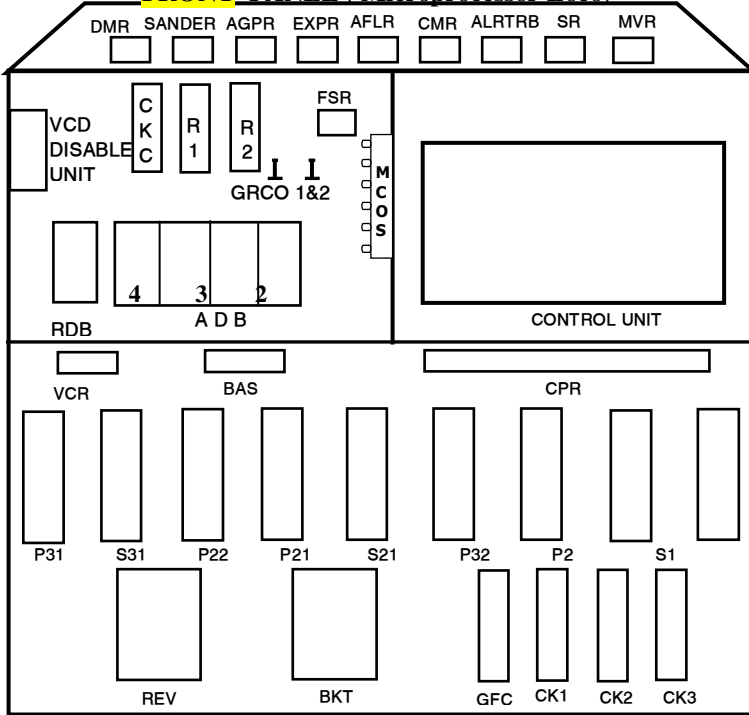 DMR SANDER AGPR EXPR AFLR CMR ALRTRB SR MVR
VCD
DISABLE
UNIT
C
K
C
R
1
R
2
FSR
GRCO 1&2
M
C
O
S
4 3 2
A D B
RDB
CONTROL UNIT
VCR BAS CPR
P31 S31 P22 P21 S21 P32 P2 S1
REV BKT GFC CK1 CK2 CK3